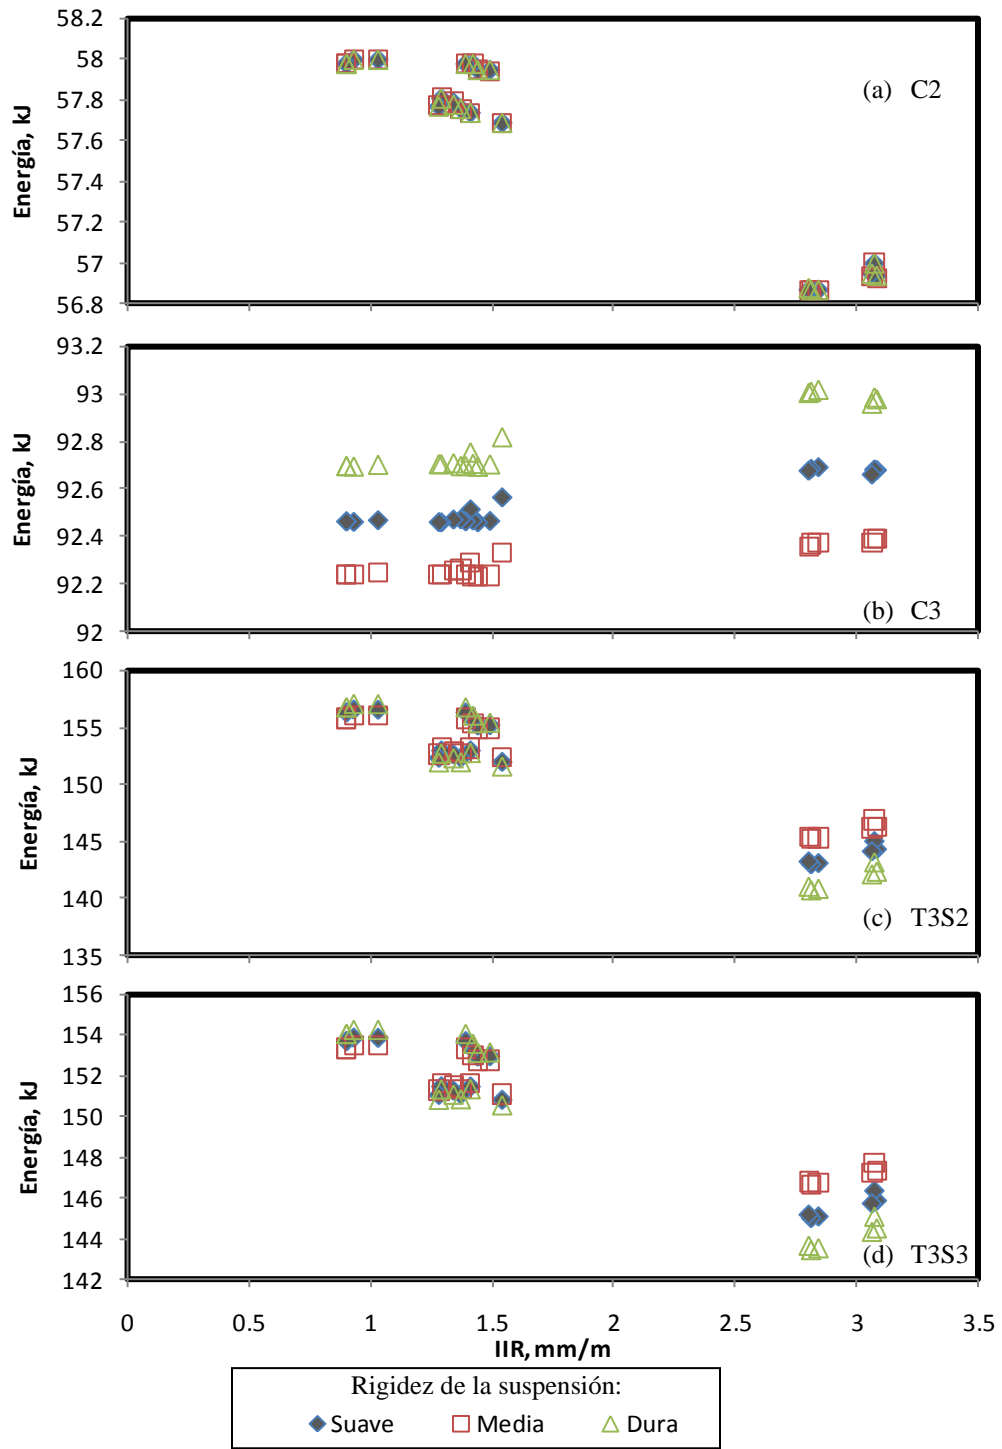 58.2
58
57.8
57.6
57.4
57.2
57
56.8
Energía, kJ
(a) C2
93.2
93
92.8
92.6
92.4
92.2
92
Energía, kJ
(b) C3
160
155
150
145
140
135
Energía, kJ
(c) T3S2
156
154
152
150
148
146
144
142
Energía, kJ
(d) T3S3
0 0.5 1 1.5 2 2.5 3 3.5
IIR, mm/m
Rigidez de la suspensión:
Suave Media Dura